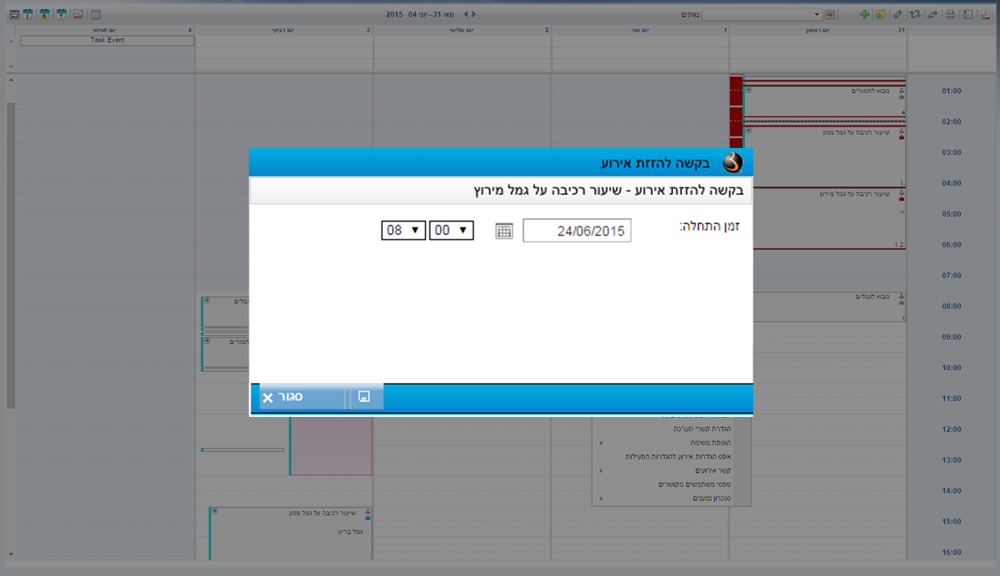 1 5 7
מאי 31 - יוני 04 2015
צוותים
31 יום ראשון
1 יום שני
2 יום שלישי
3 יום רביעי
4 יום חמישי
Task Event
01:00
02:00
03:00
04:00
05:00
06:00
07:00
08:00
09:00
10:00
11:00
12:00
13:00
14:00
15:00
16:00
מבוא לחמורים
4
שיעור רכיבה על גמל מסע
1.
שיעור רכיבה על גמל מירוץ
1.2
מבוא לגמלים
1
בקשה להזזת אירוע
בקשה להזזת אירוע - שיעור רכיבה על גמל מירוץ
זמן התחלה:
24/06/2015
00
08
סגור
הגדרת קשרי הערכה
הוספת משימה
אפס הגדרות אירוע להגדרות הפעילות
קשר אירועים
טפסי משתמשים מקושרים
סנכרון נמענים
שיעור רכיבה על גמל מסע
גמל בריון